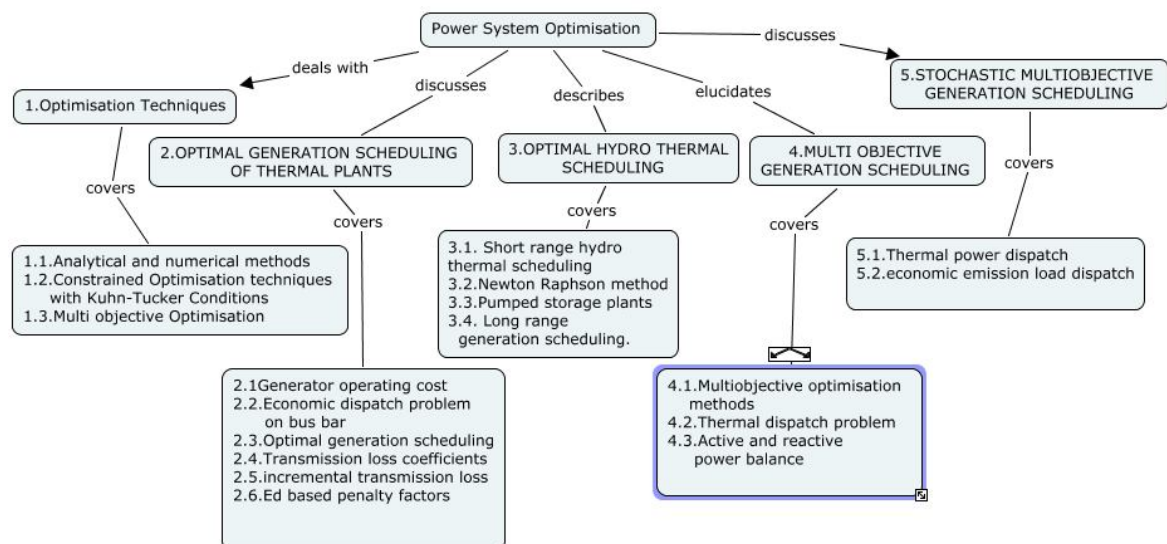 Power System Optimisation
deals with
discusses
describes
elucidates
discusses
1.Optimisation Techniques
2.OPTIMAL GENERATION SCHEDULING
OF THERMAL PLANTS
3.OPTIMAL HYDRO THERMAL
SCHEDULING
4.MULTI OBJECTIVE
GENERATION SCHEDULING
5.STOCHASTIC MULTIOBJECTIVE
GENERATION SCHEDULING
covers
covers
covers
covers
covers
1.1.Analytical and numerical methods
1.2.Constrained Optimisation techniques
with Kuhn-Tucker Conditions
1.3.Multi objective Optimisation
2.1Generator operating cost
2.2.Economic dispatch problem
on bus bar
2.3.Optimal generation scheduling
2.4.Transmission loss coefficients
2.5.incremental transmission loss
2.6.Ed based penalty factors
3.1. Short range hydro
thermal scheduling
3.2.Newton Raphson method
3.3.Pumped storage plants
3.4. Long range
generation scheduling.
4.1.Multiobjective optimisation
methods
4.2.Thermal dispatch problem
4.3.Active and reactive
power balance
5.1.Thermal power dispatch
5.2.economic emission load dispatch